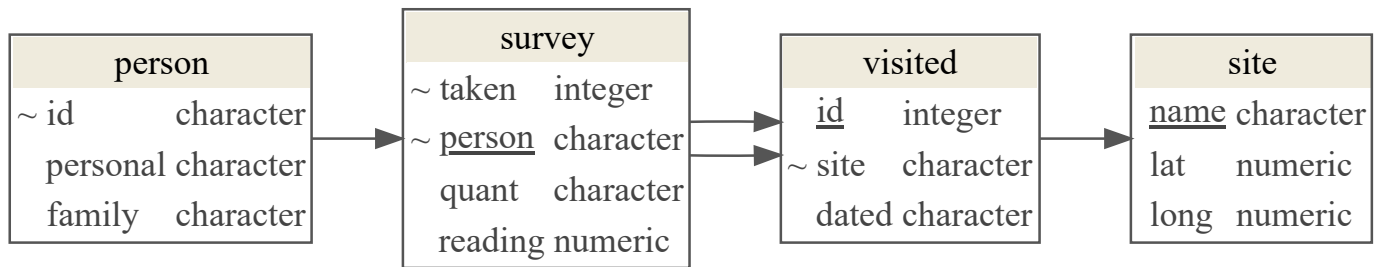 person
~ id character
personal character
family character
survey
~ taken integer
~ person character
quant character
reading numeric
visited
id integer
~ site character
dated character
site
name character
lat numeric
long numeric